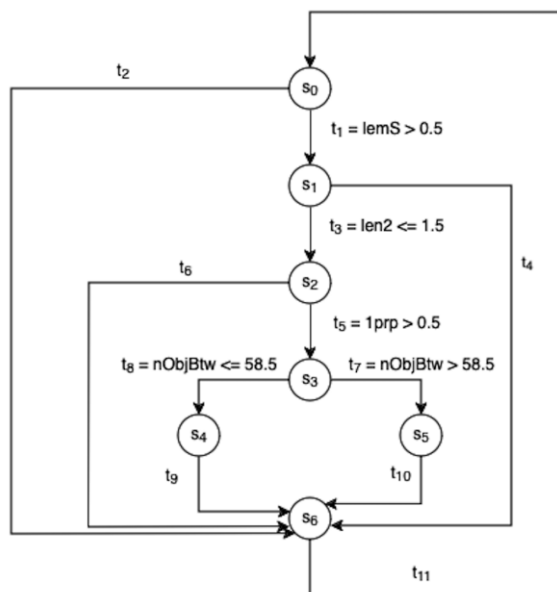 t2
s0
t1 = lemS > 0.5
s1
t3 = len2 <= 1.5
t6
t4
s2
t5 = 1prp > 0.5
t8 = nObjBtw <= 58.5
t7 = nObjBtw > 58.5
s3
s4
s5
t9
t10
s6
t11